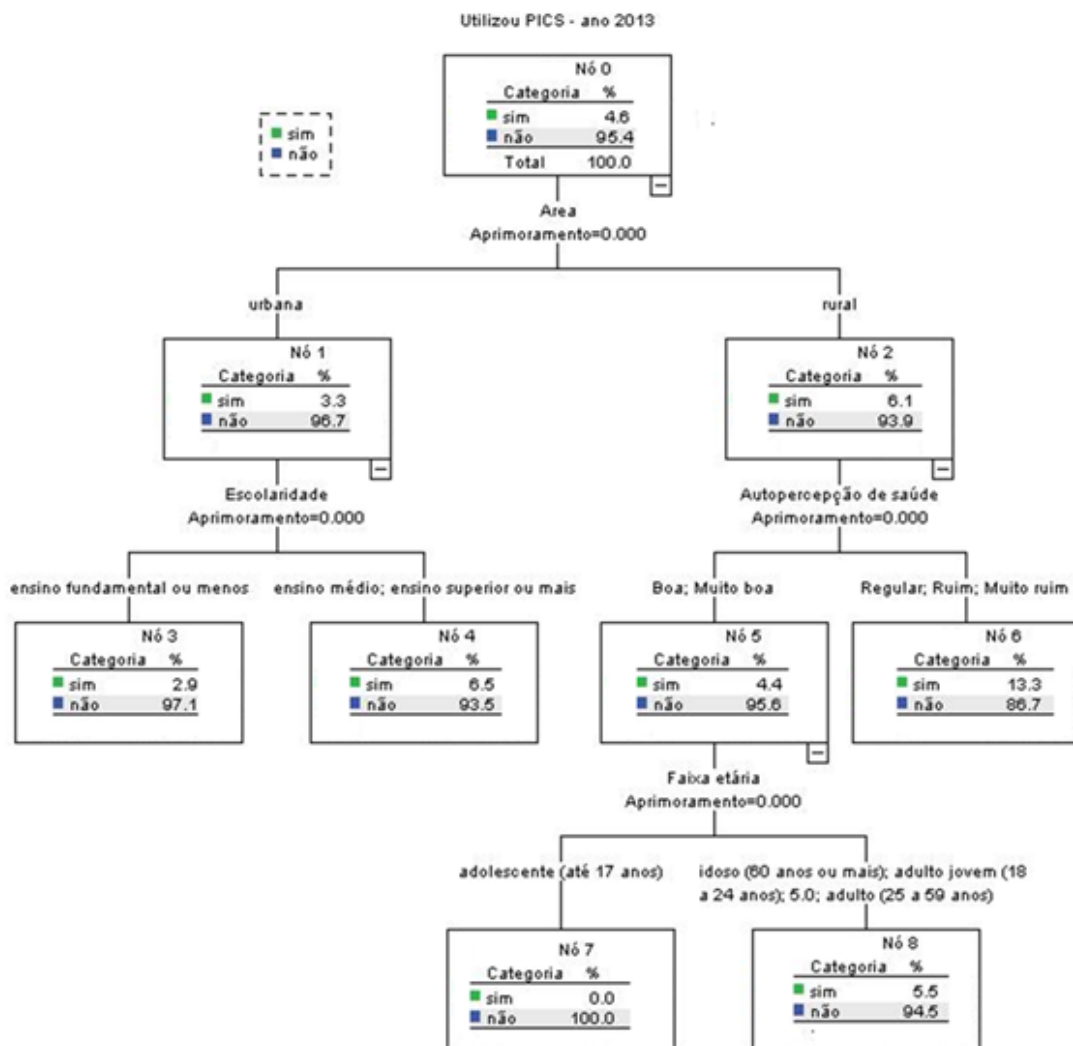 Utilizou PICS - ano 2013
Nó 0
Categoria %
sim 4.6
não 95.4
Total 100.0
sim
não
Area
Aprimoramento=0.000
urbana
rural
Nó 1
Categoria %
sim 3.3
não 96.7
Nó 2
Categoria %
sim 6.1
não 93.9
Escolaridade
Aprimoramento=0.000
Autopercepção de saúde
Aprimoramento=0.000
ensino fundamental ou menos
ensino médio; ensino superior ou mais
Boa; Muito boa
Regular; Ruim; Muito ruim
Nó 3
Categoria %
sim 2.9
não 97.1
Nó 4
Categoria %
sim 6.5
não 93.5
Nó 5
Categoria %
sim 4.4
não 95.6
Nó 6
Categoria %
sim 13.3
não 86.7
Faixa etária
Aprimoramento=0.000
adolescente (até 17 anos)
idoso (60 anos ou mais); adulto jovem (18
a 24 anos); 5.0; adulto (25 a 59 anos)
Nó 7
Categoria %
sim 0.0
não 100.0
Nó 8
Categoria %
sim 5.5
não 94.5